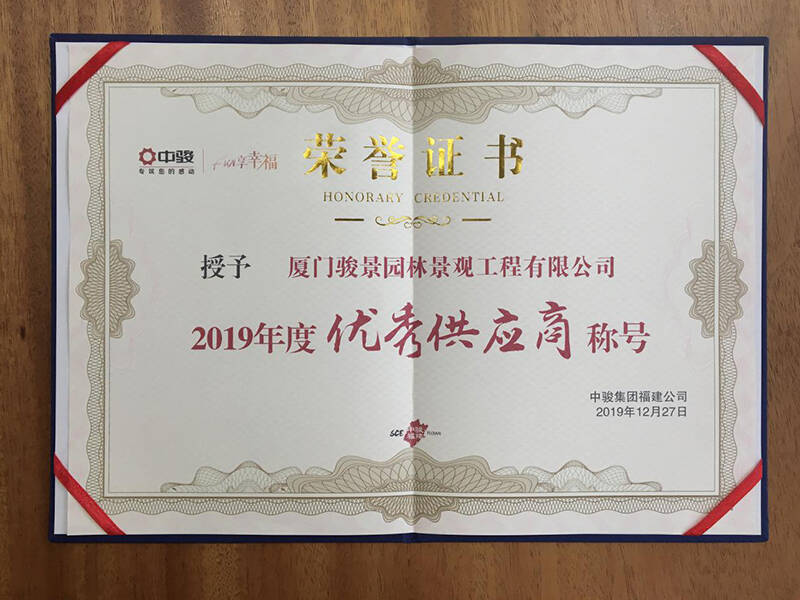 中骏
专筑您的感动
享幸福
荣誉证书
HONORARY CREDENTIAL
授予 厦门骏景园林景观工程有限公司
2019年度优秀供应商称号
中骏集团福建公司
2019年12月27日
SCE
FUJIAN